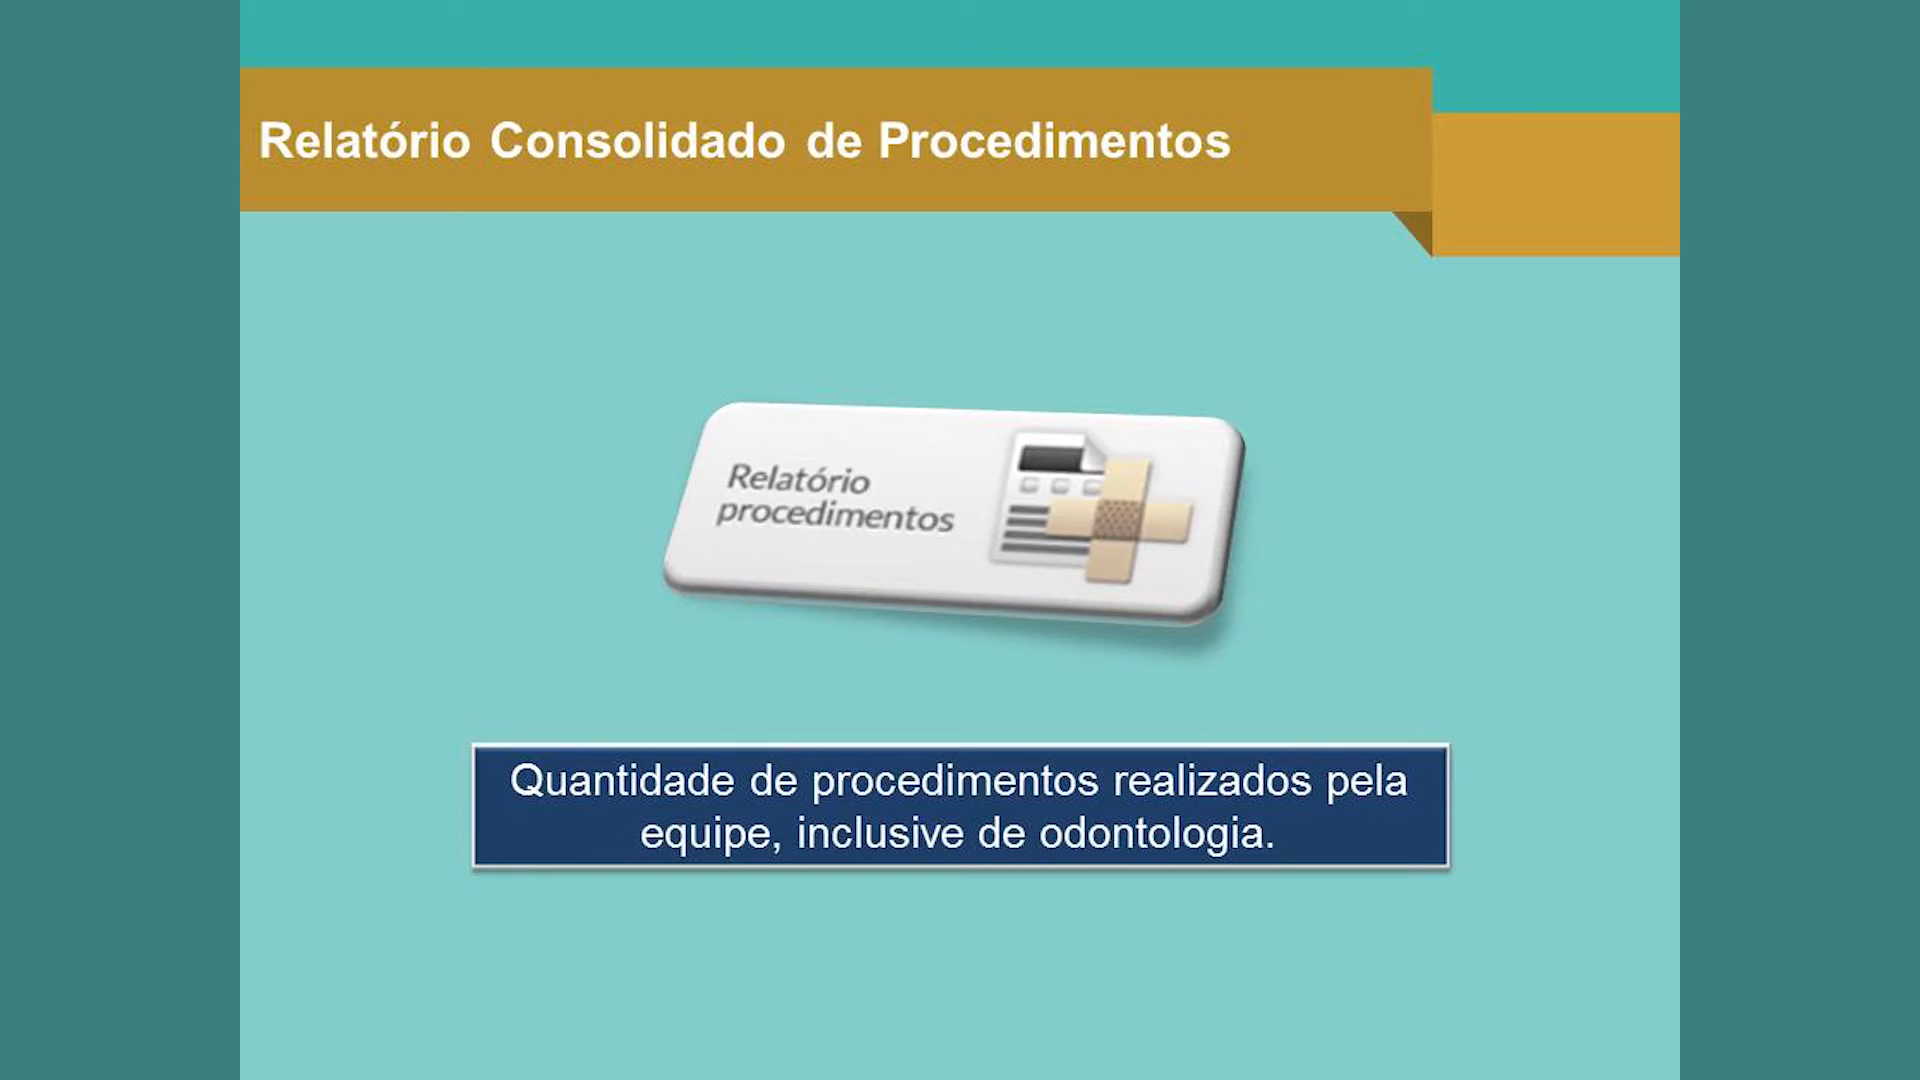 Relatório Consolidado de Procedimentos
Relatório
procedimentos
Quantidade de procedimentos realizados pela
equipe, inclusive de odontologia.